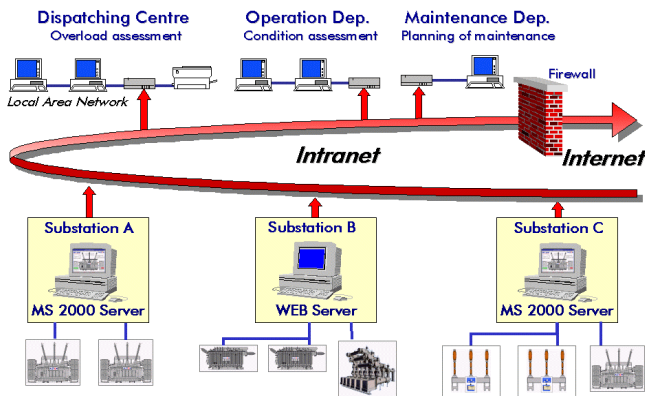 Dispatching Centre
Overload assessment
Operation Dep.
Condition assessment
Maintenance Dep.
Planning of maintenance
Firewall
Local Area Network
Intranet
Internet
Substation A
MS 2000 Server
Substation B
WEB Server
Substation C
MS 2000 Server